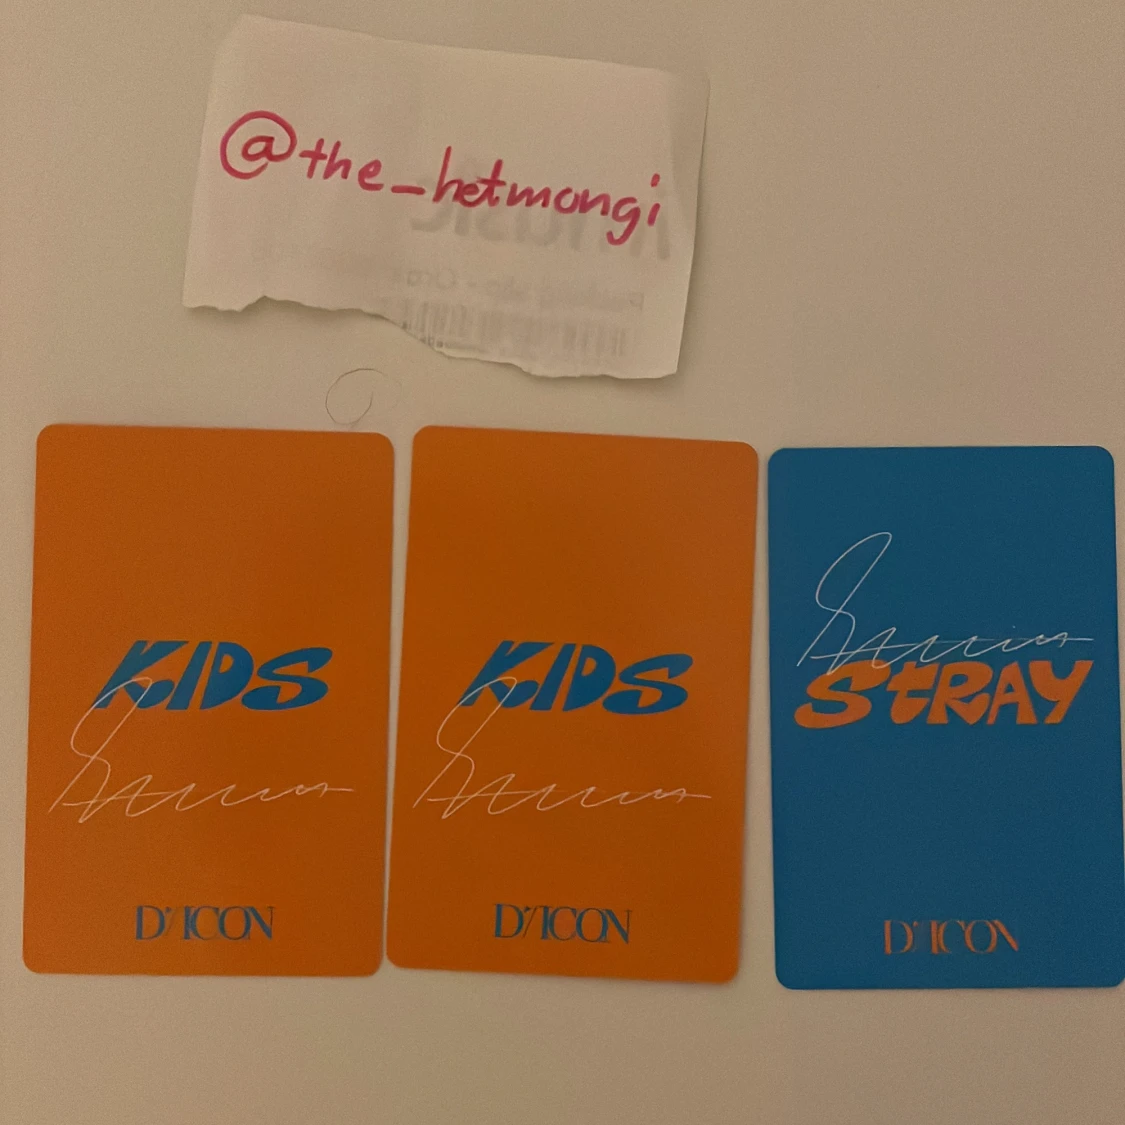 @the_hetmongi
KIDS
D'/ICON
KIDS
D'/ICON
STRAY
D'/ICON